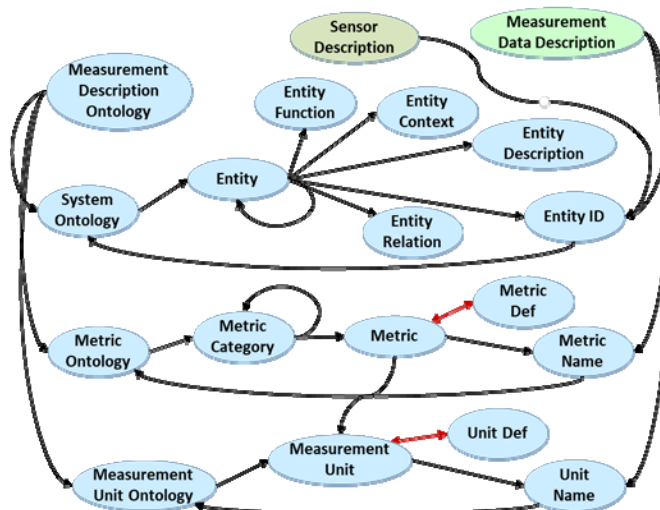 Sensor
Description
Measurement
Data Description
Measurement
Description
Ontology
Entity
Function
Entity
Context
Entity
Description
Entity
System
Ontology
Entity
Relation
Entity ID
Metric
Def
Metric
Ontology
Metric
Category
Metric
Metric
Name
Unit Def
Measurement
Unit
Measurement
Unit Ontology
Unit
Name